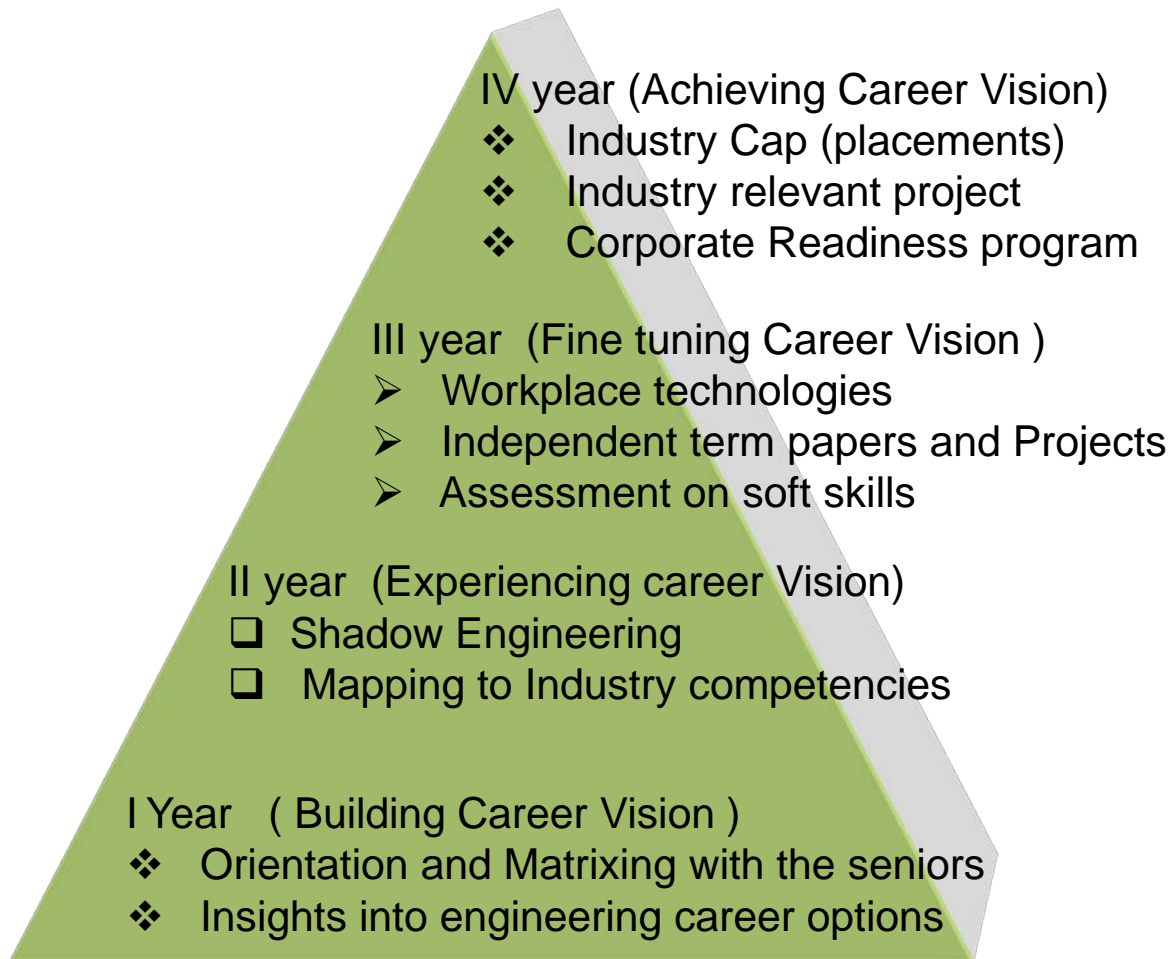 IV year (Achieving Career Vision)
❖ Industry Cap (placements)
❖ Industry relevant project
❖ Corporate Readiness program
III year (Fine tuning Career Vision )
➢ Workplace technologies
➢ Independent term papers and Projects
➢ Assessment on soft skills
II year (Experiencing career Vision)
❑ Shadow Engineering
❑ Mapping to Industry competencies
I Year ( Building Career Vision )
❖ Orientation and Matrixing with the seniors
❖ Insights into engineering career options